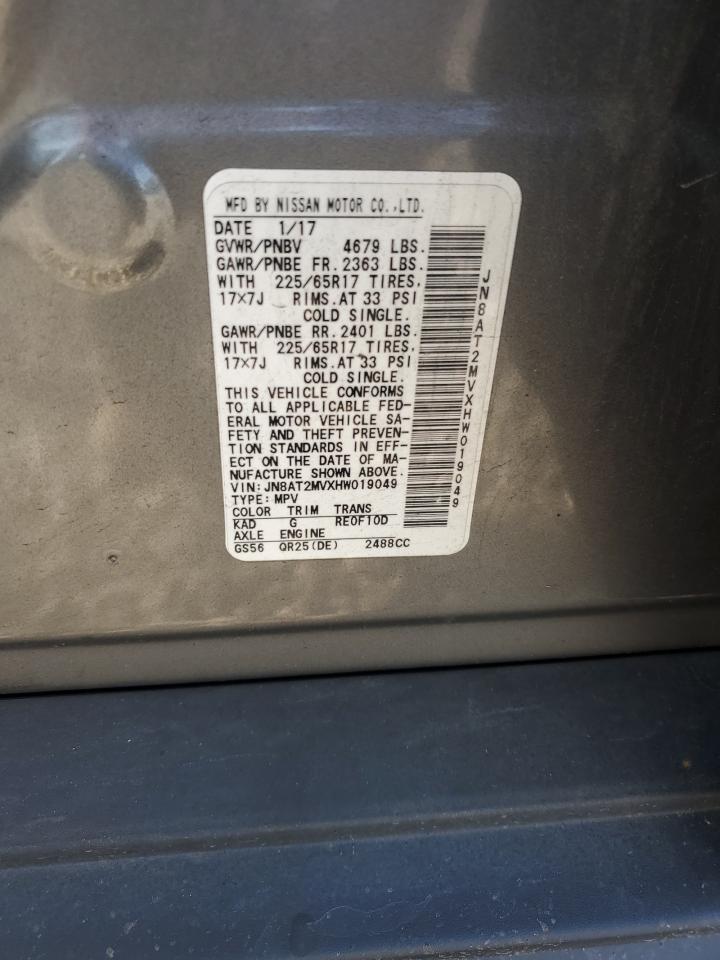 MFD BY NISSAN MOTOR CO.,LTD.
DATE 1/17
GVWR/PNBV 4679 LBS.
GAWR/PNBE FR. 2363 LBS.
WITH 225/65R17 TIRES.
17×7J RIMS. AT 33 PSI
COLD SINGLE.
GAWR/PNBE RR. 2401 LBS.
WITH 225/65R17 TIRES.
17×7J RIMS. AT 33 PSI
COLD SINGLE.
THIS VEHICLE CONFORMS
TO ALL APPLICABLE FED-
ERAL MOTOR VEHICLE SA-
FETY AND THEFT PREVEN-
TION STANDARDS IN EFF-
ECT ON THE DATE OF MA-
NUFACTURE SHOWN ABOVE.
VIN: JN8AT2MVXHW019049
TYPE: MPV
COLOR TRIM TRANS
KAD G RE0F10D
AXLE ENGINE
GS56 QR25(DE) 2488CC
JN8AT2MVXHW019049